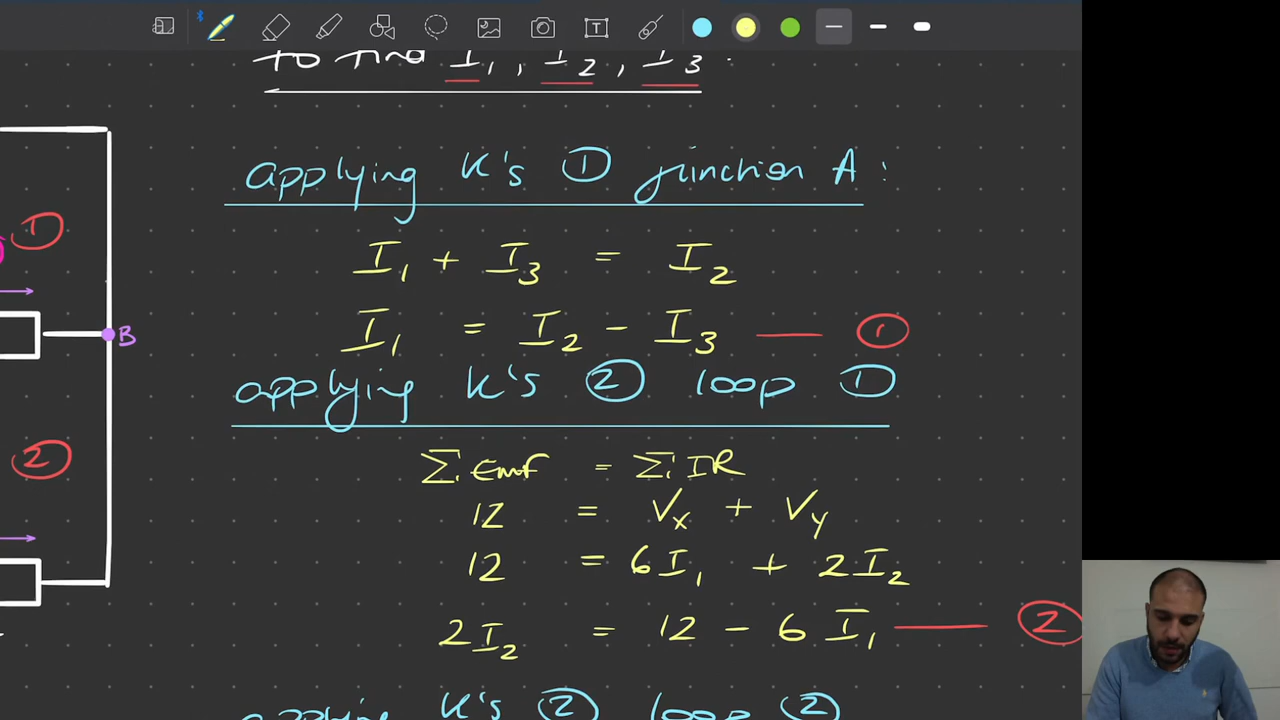 to find I₁, I₂, I₃.
applying K's ① junction A:
I₁ + I₃ = I₂
①
I₁ = I₂ − I₃ —— ①
B
applying K's ② loop ①
②
Σ Emf = Σ IR
12 = Vx + Vy
12 = 6I₁ + 2I₂
2I₂ = 12 − 6I₁ —— ②
applying K's ② loop ②